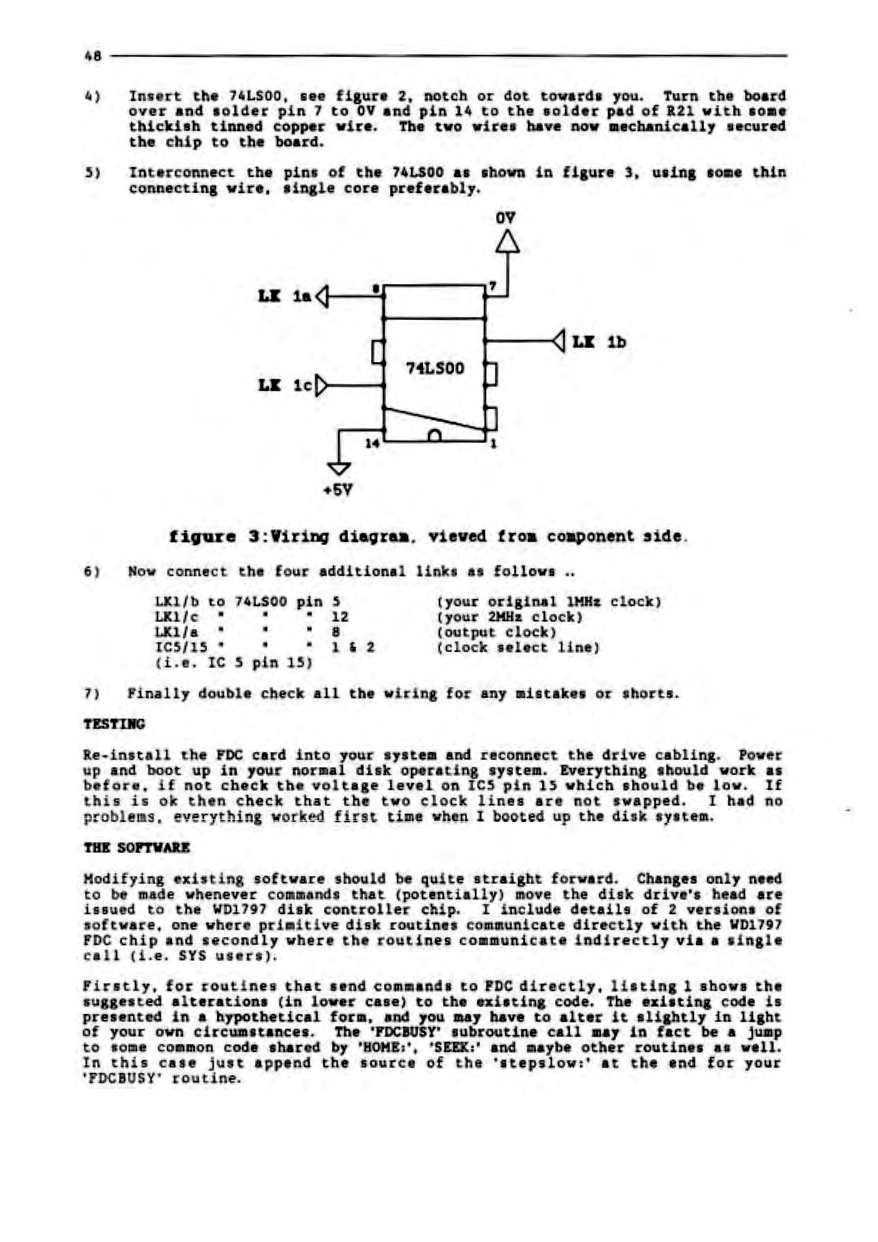 48
4) Insert the 74LS00, see figure 2, notch or dot towards you. Turn the board
over and solder pin 7 to 0V and pin 14 to the solder pad of R21 with some
thickish tinned copper wire. The two wires have now mechanically secured
the chip to the board.
5) Interconnect the pins of the 74LS00 as shown in figure 3, using some thin
connecting wire, single core preferably.
0V
LK 1a
8
7
LK 1b
74LS00
LK 1c
14
1
+5V
figure 3:Wiring diagram, viewed from component side.
6) Now connect the four additional links as follows ..
LK1/b to 74LS00 pin 5 (your original 1MHz clock)
LK1/c " " " 12 (your 2MHz clock)
LK1/a " " " 8 (output clock)
IC5/15 " " " 1 & 2 (clock select line)
(i.e. IC 5 pin 15)
7) Finally double check all the wiring for any mistakes or shorts.
TESTING
Re-install the FDC card into your system and reconnect the drive cabling. Power
up and boot up in your normal disk operating system. Everything should work as
before, if not check the voltage level on IC5 pin 15 which should be low. If
this is ok then check that the two clock lines are not swapped. I had no
problems, everything worked first time when I booted up the disk system.
THE SOFTWARE
Modifying existing software should be quite straight forward. Changes only need
to be made whenever commands that (potentially) move the disk drive's head are
issued to the WD1797 disk controller chip. I include details of 2 versions of
software, one where primitive disk routines communicate directly with the WD1797
FDC chip and secondly where the routines communicate indirectly via a single
call (i.e. SYS users).
Firstly, for routines that send commands to FDC directly, listing 1 shows the
suggested alterations (in lower case) to the existing code. The existing code is
presented in a hypothetical form, and you may have to alter it slightly in light
of your own circumstances. The 'FDCBUSY' subroutine call may in fact be a jump
to some common code shared by 'HOME:', 'SEEK:' and maybe other routines as well.
In this case just append the source of the 'stepslow:' at the end for your
'FDCBUSY' routine.